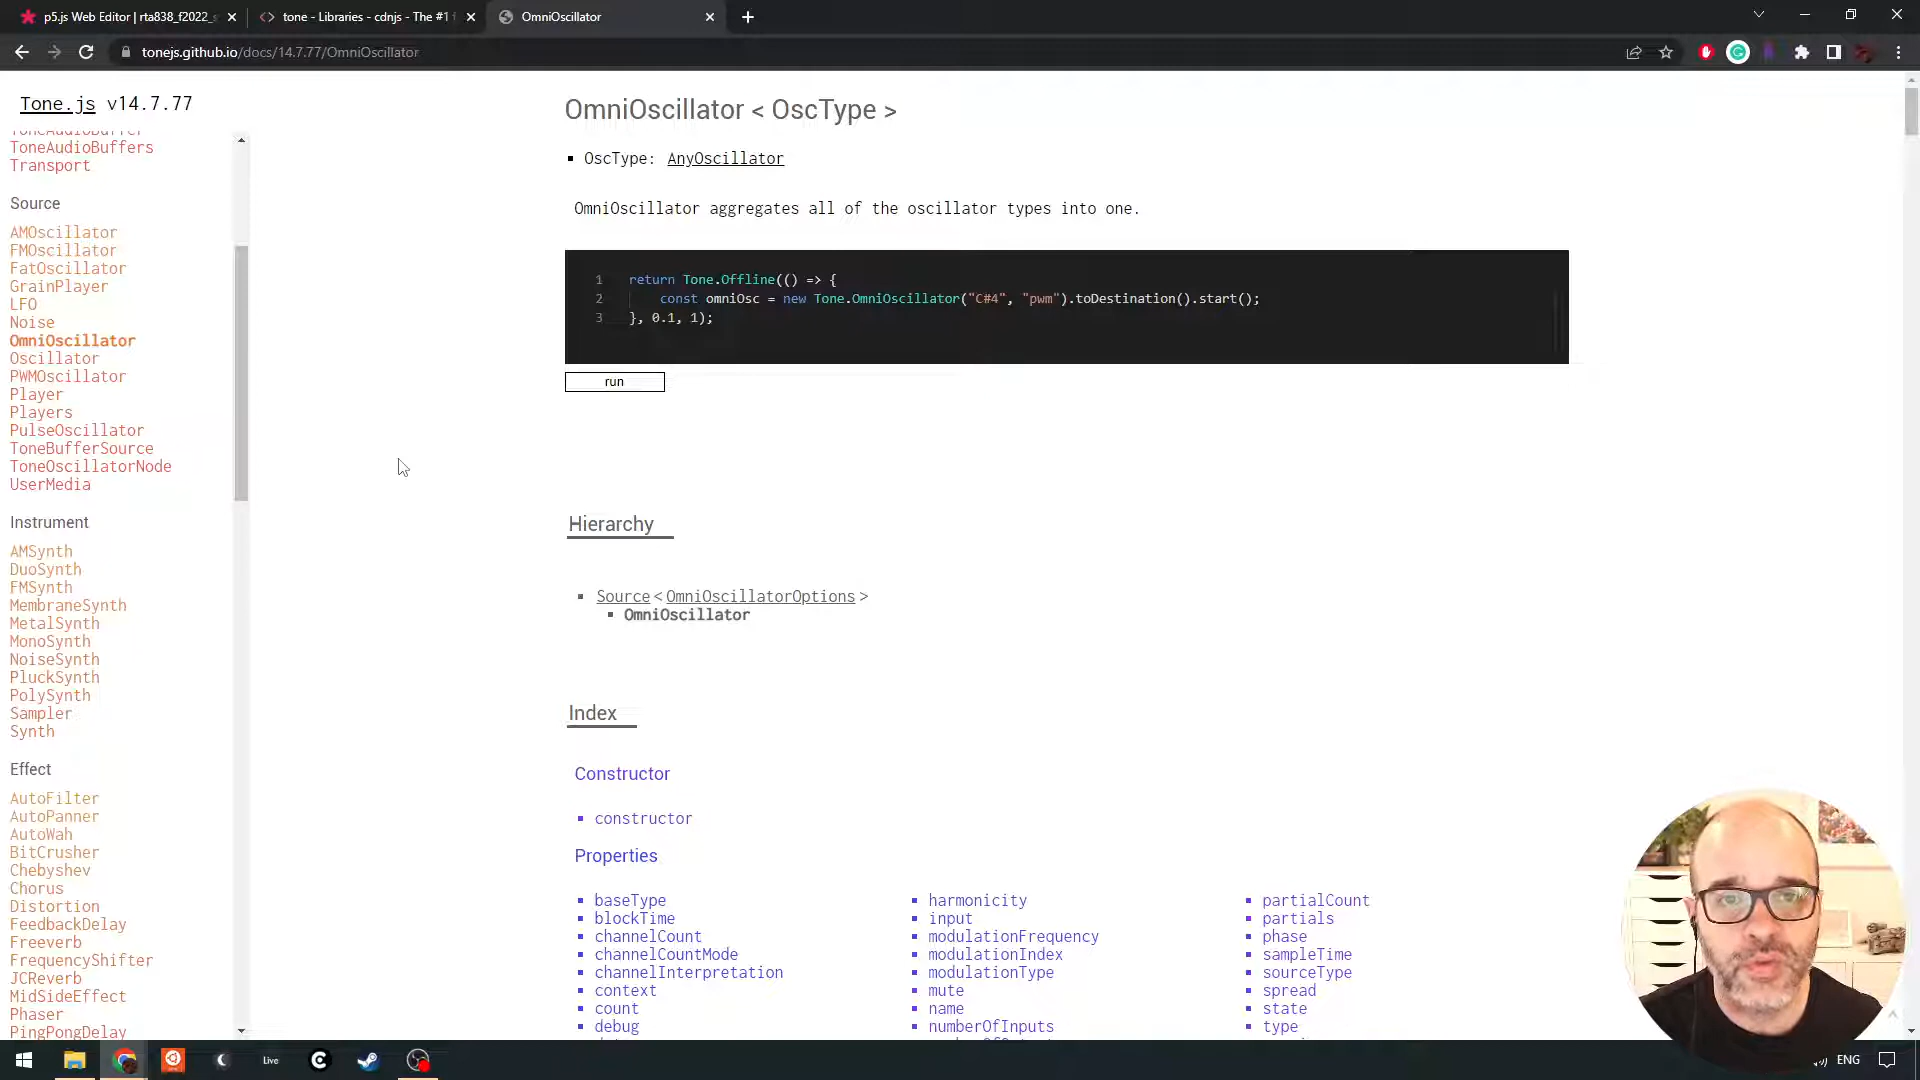 p5.js Web Editor | rta838_f2022_s
tone - Libraries - cdnjs - The #1 f
OmniOscillator
tonejs.github.io/docs/14.7.77/OmniOscillator
Tone.js v14.7.77
ToneAudioBuffer
ToneAudioBuffers
Transport
Source
AMOscillator
FMOscillator
FatOscillator
GrainPlayer
LFO
Noise
OmniOscillator
Oscillator
PWMOscillator
Player
Players
PulseOscillator
ToneBufferSource
ToneOscillatorNode
UserMedia
Instrument
AMSynth
DuoSynth
FMSynth
MembraneSynth
MetalSynth
MonoSynth
NoiseSynth
PluckSynth
PolySynth
Sampler
Synth
Effect
AutoFilter
AutoPanner
AutoWah
BitCrusher
Chebyshev
Chorus
Distortion
FeedbackDelay
Freeverb
FrequencyShifter
JCReverb
MidSideEffect
Phaser
PingPongDelay
OmniOscillator < OscType >
OscType: AnyOscillator
OmniOscillator aggregates all of the oscillator types into one.
1 return Tone.Offline(() => {
2 const omniOsc = new Tone.OmniOscillator("C#4", "pwm").toDestination().start();
3 }, 0.1, 1);
run
Hierarchy
Source < OmniOscillatorOptions >
OmniOscillator
Index
Constructor
constructor
Properties
baseType
blockTime
channelCount
channelCountMode
channelInterpretation
context
count
debug
harmonicity
input
modulationFrequency
modulationIndex
modulationType
mute
name
numberOfInputs
partialCount
partials
phase
sampleTime
sourceType
spread
state
type
Live
ENG